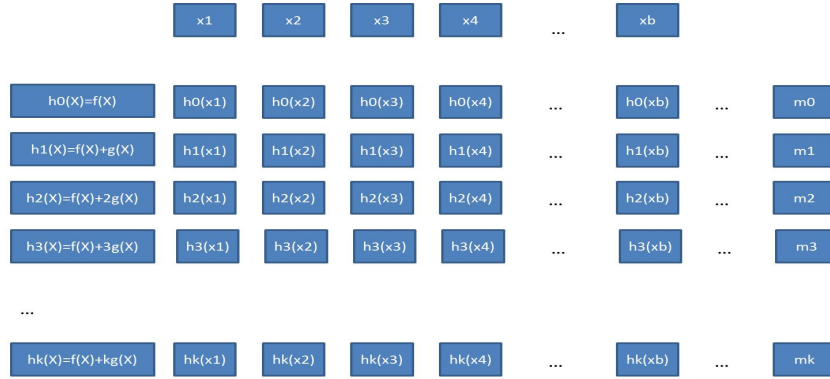 x1 x2 x3 x4 ... xb
h0(X)=f(X) h0(x1) h0(x2) h0(x3) h0(x4) ... h0(xb) ... m0
h1(X)=f(X)+g(X) h1(x1) h1(x2) h1(x3) h1(x4) ... h1(xb) ... m1
h2(X)=f(X)+2g(X) h2(x1) h2(x2) h2(x3) h2(x4) ... h2(xb) ... m2
h3(X)=f(X)+3g(X) h3(x1) h3(x2) h3(x3) h3(x4) ... h3(xb) ... m3
...
hk(X)=f(X)+kg(X) hk(x1) hk(x2) hk(x3) hk(x4) ... hk(xb) ... mk